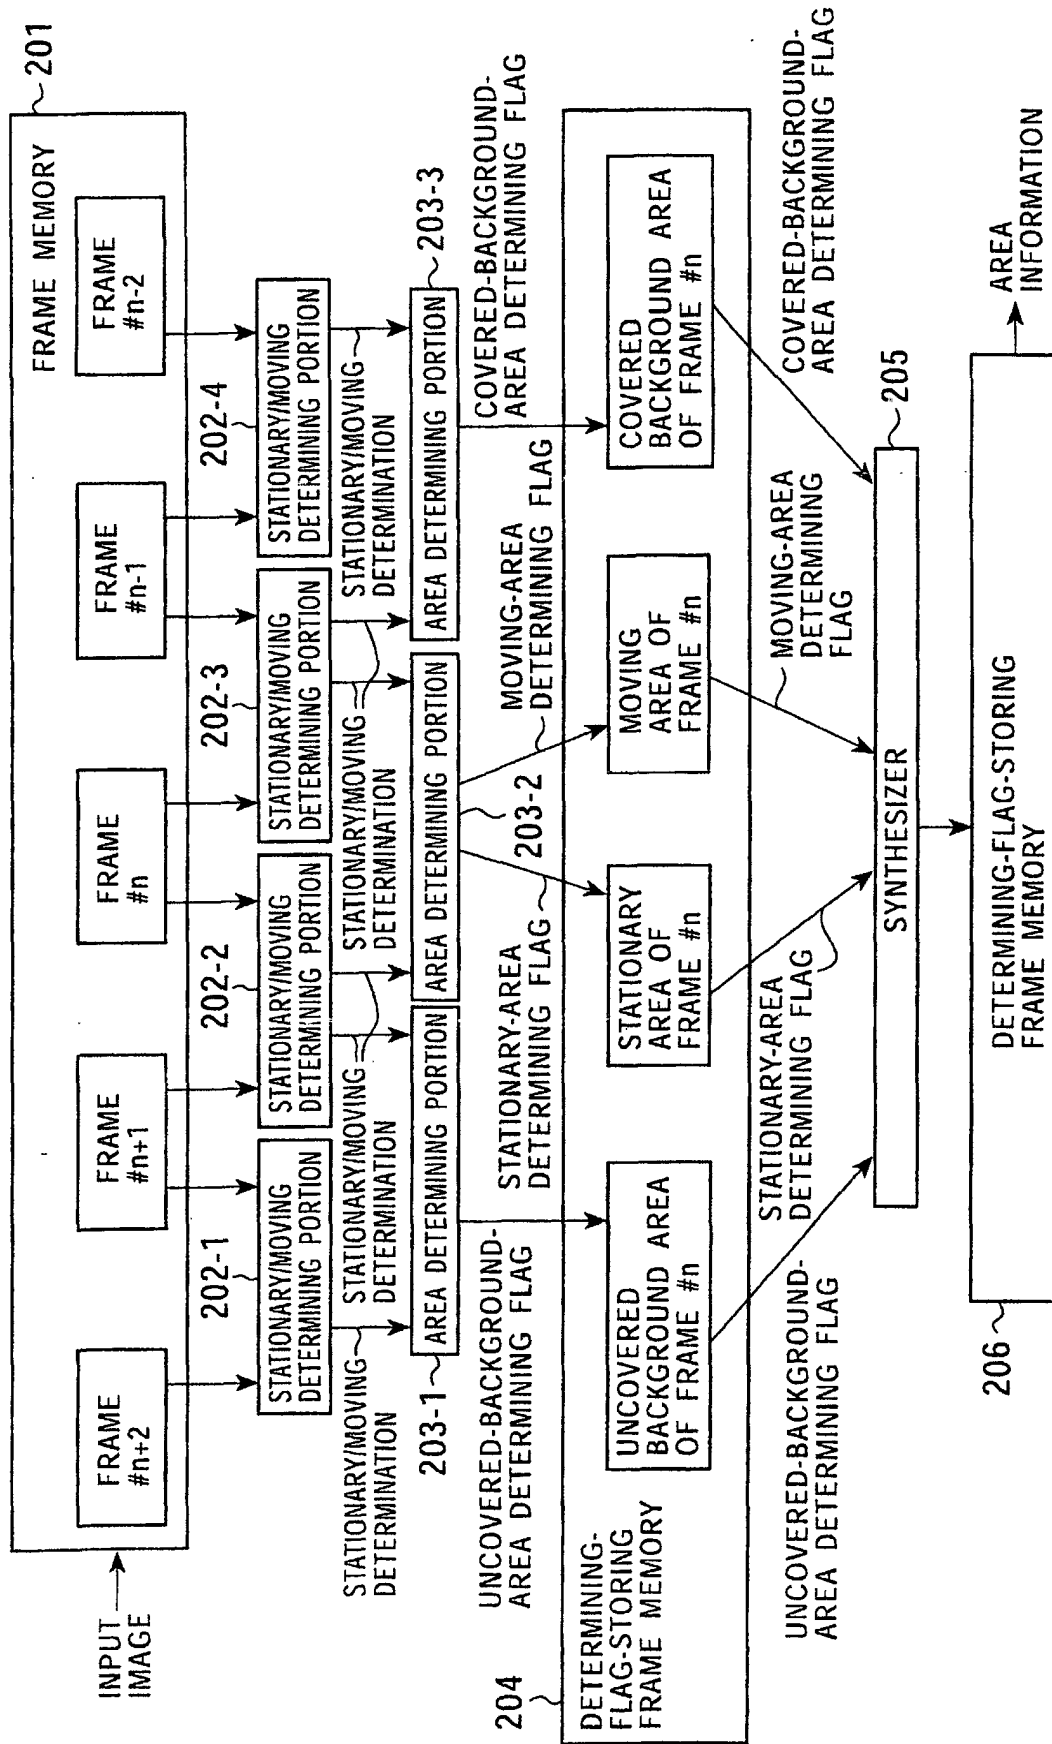 INPUT
IMAGE
FRAME MEMORY
201
FRAME
#n+2
FRAME
#n+1
FRAME
#n
FRAME
#n-1
FRAME
#n-2
202-1
202-2
202-3
202-4
STATIONARY/MOVING
DETERMINING PORTION
STATIONARY/MOVING
DETERMINING PORTION
STATIONARY/MOVING
DETERMINING PORTION
STATIONARY/MOVING
DETERMINING PORTION
STATIONARY/MOVING
DETERMINATION
STATIONARY/MOVING
DETERMINATION
STATIONARY/MOVING
DETERMINATION
STATIONARY/MOVING
DETERMINATION
203-1
AREA DETERMINING PORTION
AREA DETERMINING PORTION
AREA DETERMINING PORTION
203-3
203-2
UNCOVERED-BACKGROUND-
AREA DETERMINING FLAG
STATIONARY-AREA
DETERMINING FLAG
MOVING-AREA
DETERMINING FLAG
COVERED-BACKGROUND-
AREA DETERMINING FLAG
204
DETERMINING-
FLAG-STORING
FRAME MEMORY
UNCOVERED
BACKGROUND AREA
OF FRAME #n
STATIONARY
AREA OF
FRAME #n
MOVING
AREA OF
FRAME #n
COVERED
BACKGROUND AREA
OF FRAME #n
UNCOVERED-BACKGROUND-
AREA DETERMINING FLAG
STATIONARY-AREA
DETERMINING FLAG
MOVING-AREA
DETERMINING
FLAG
COVERED-BACKGROUND-
AREA DETERMINING FLAG
SYNTHESIZER
205
206
DETERMINING-FLAG-STORING
FRAME MEMORY
AREA
INFORMATION